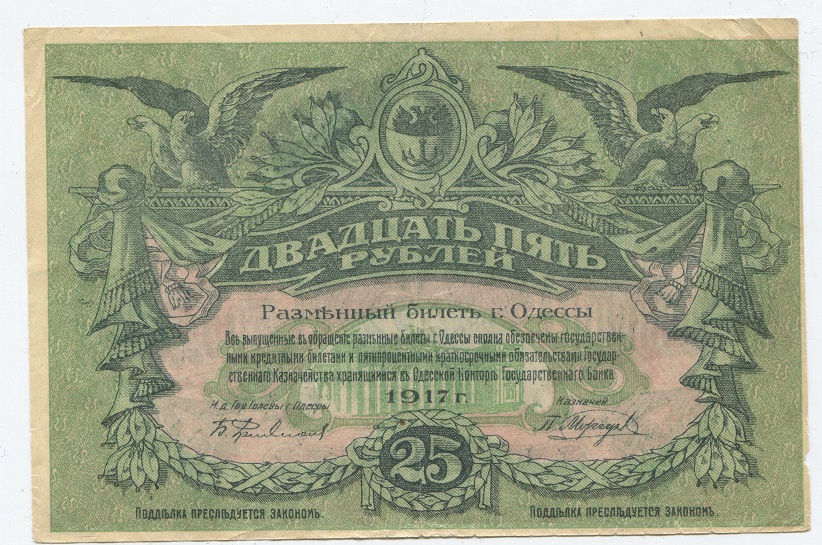 ДВАДЦАТЬ ПЯТЬ
РУБЛЕЙ
Размѣнный билетъ г. Одессы
Всѣ выпущенные въ обращеніе размѣнные билеты г. Одессы вполнѣ обезпечены государствен-
ными кредитными билетами и пятипроцентными краткосрочными обязательствами Государ-
ственнаго Казначейства хранящимися въ Одесской Конторѣ Государственнаго Банка
1917 г.
И.д. Гор. Головы г. Одессы
Казначей
25
ПОДДѢЛКА ПРЕСЛѢДУЕТСЯ ЗАКОНОМЪ.
ПОДДѢЛКА ПРЕСЛѢДУЕТСЯ ЗАКОНОМЪ.